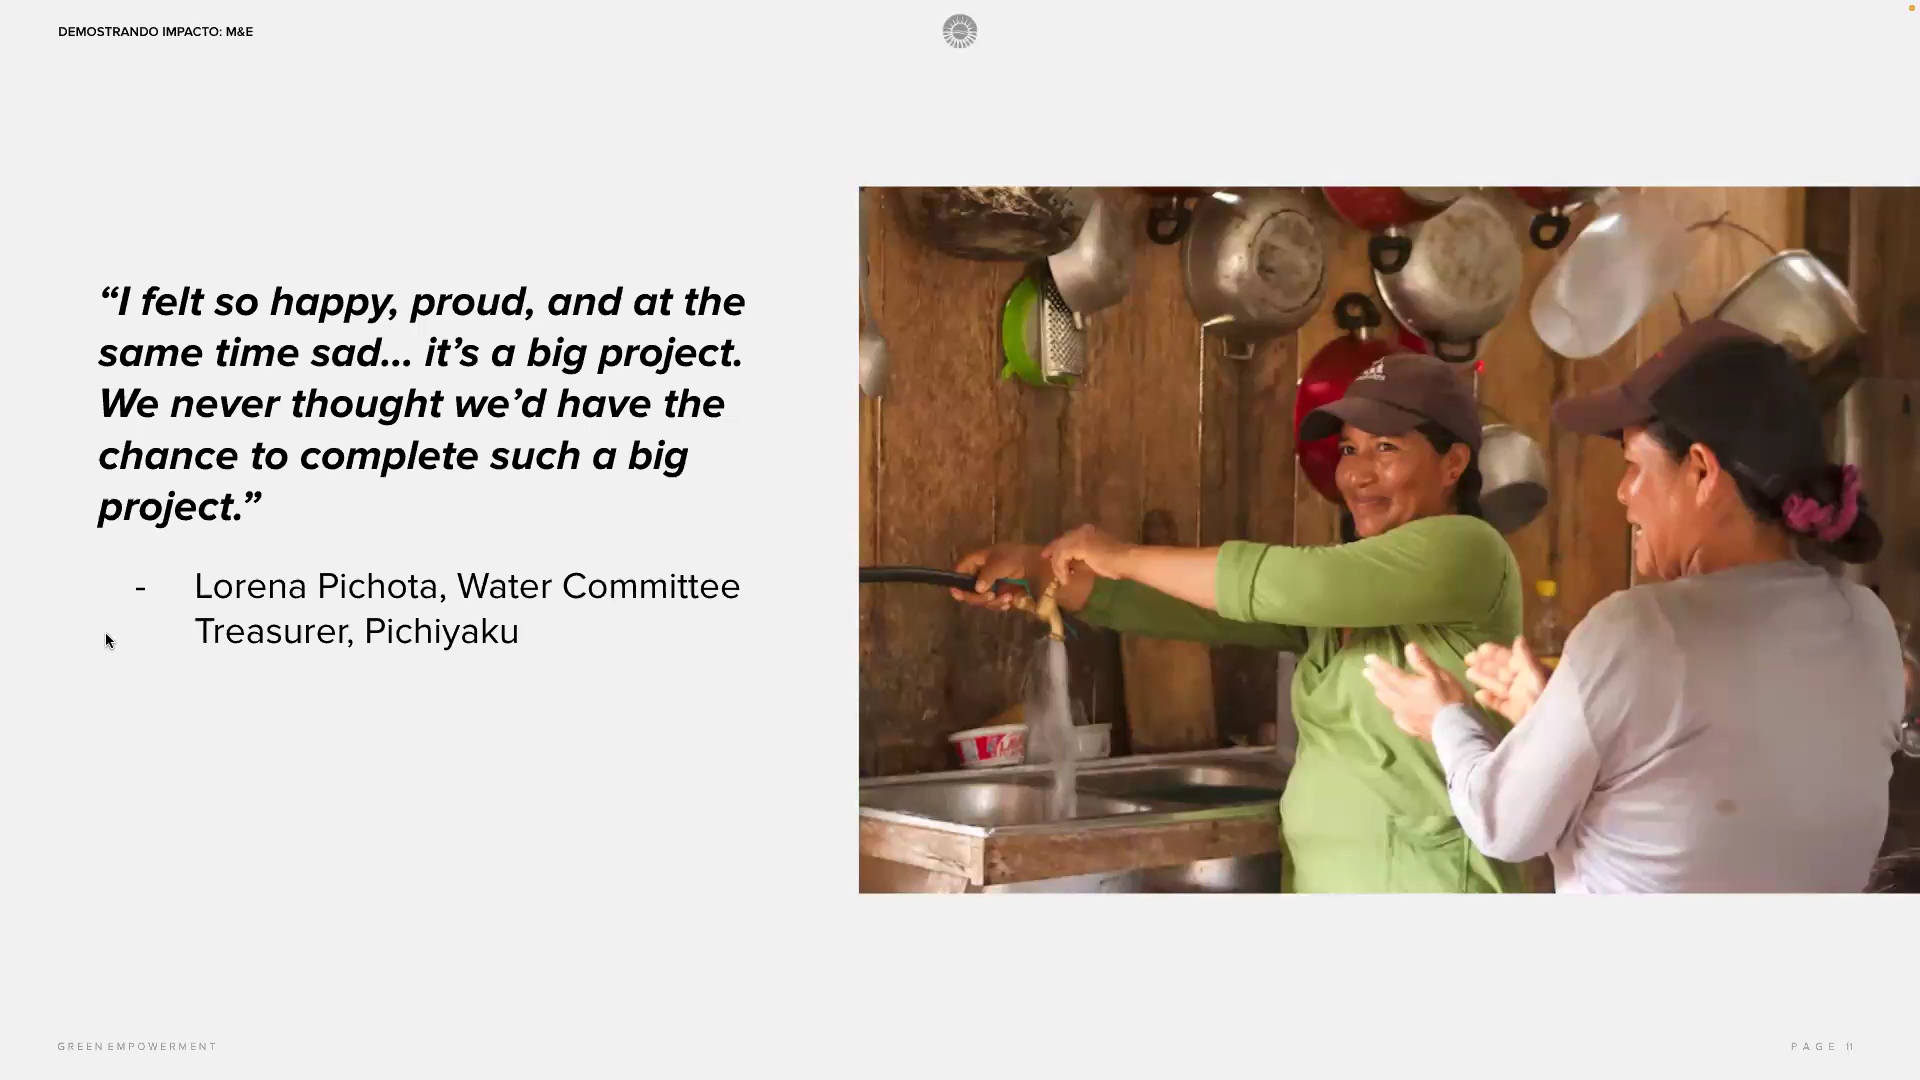 DEMOSTRANDO IMPACTO: M&E
“I felt so happy, proud, and at the
same time sad... it’s a big project.
We never thought we’d have the
chance to complete such a big
project.”
- Lorena Pichota, Water Committee
Treasurer, Pichiyaku
GREEN EMPOWERMENT
PAGE 11